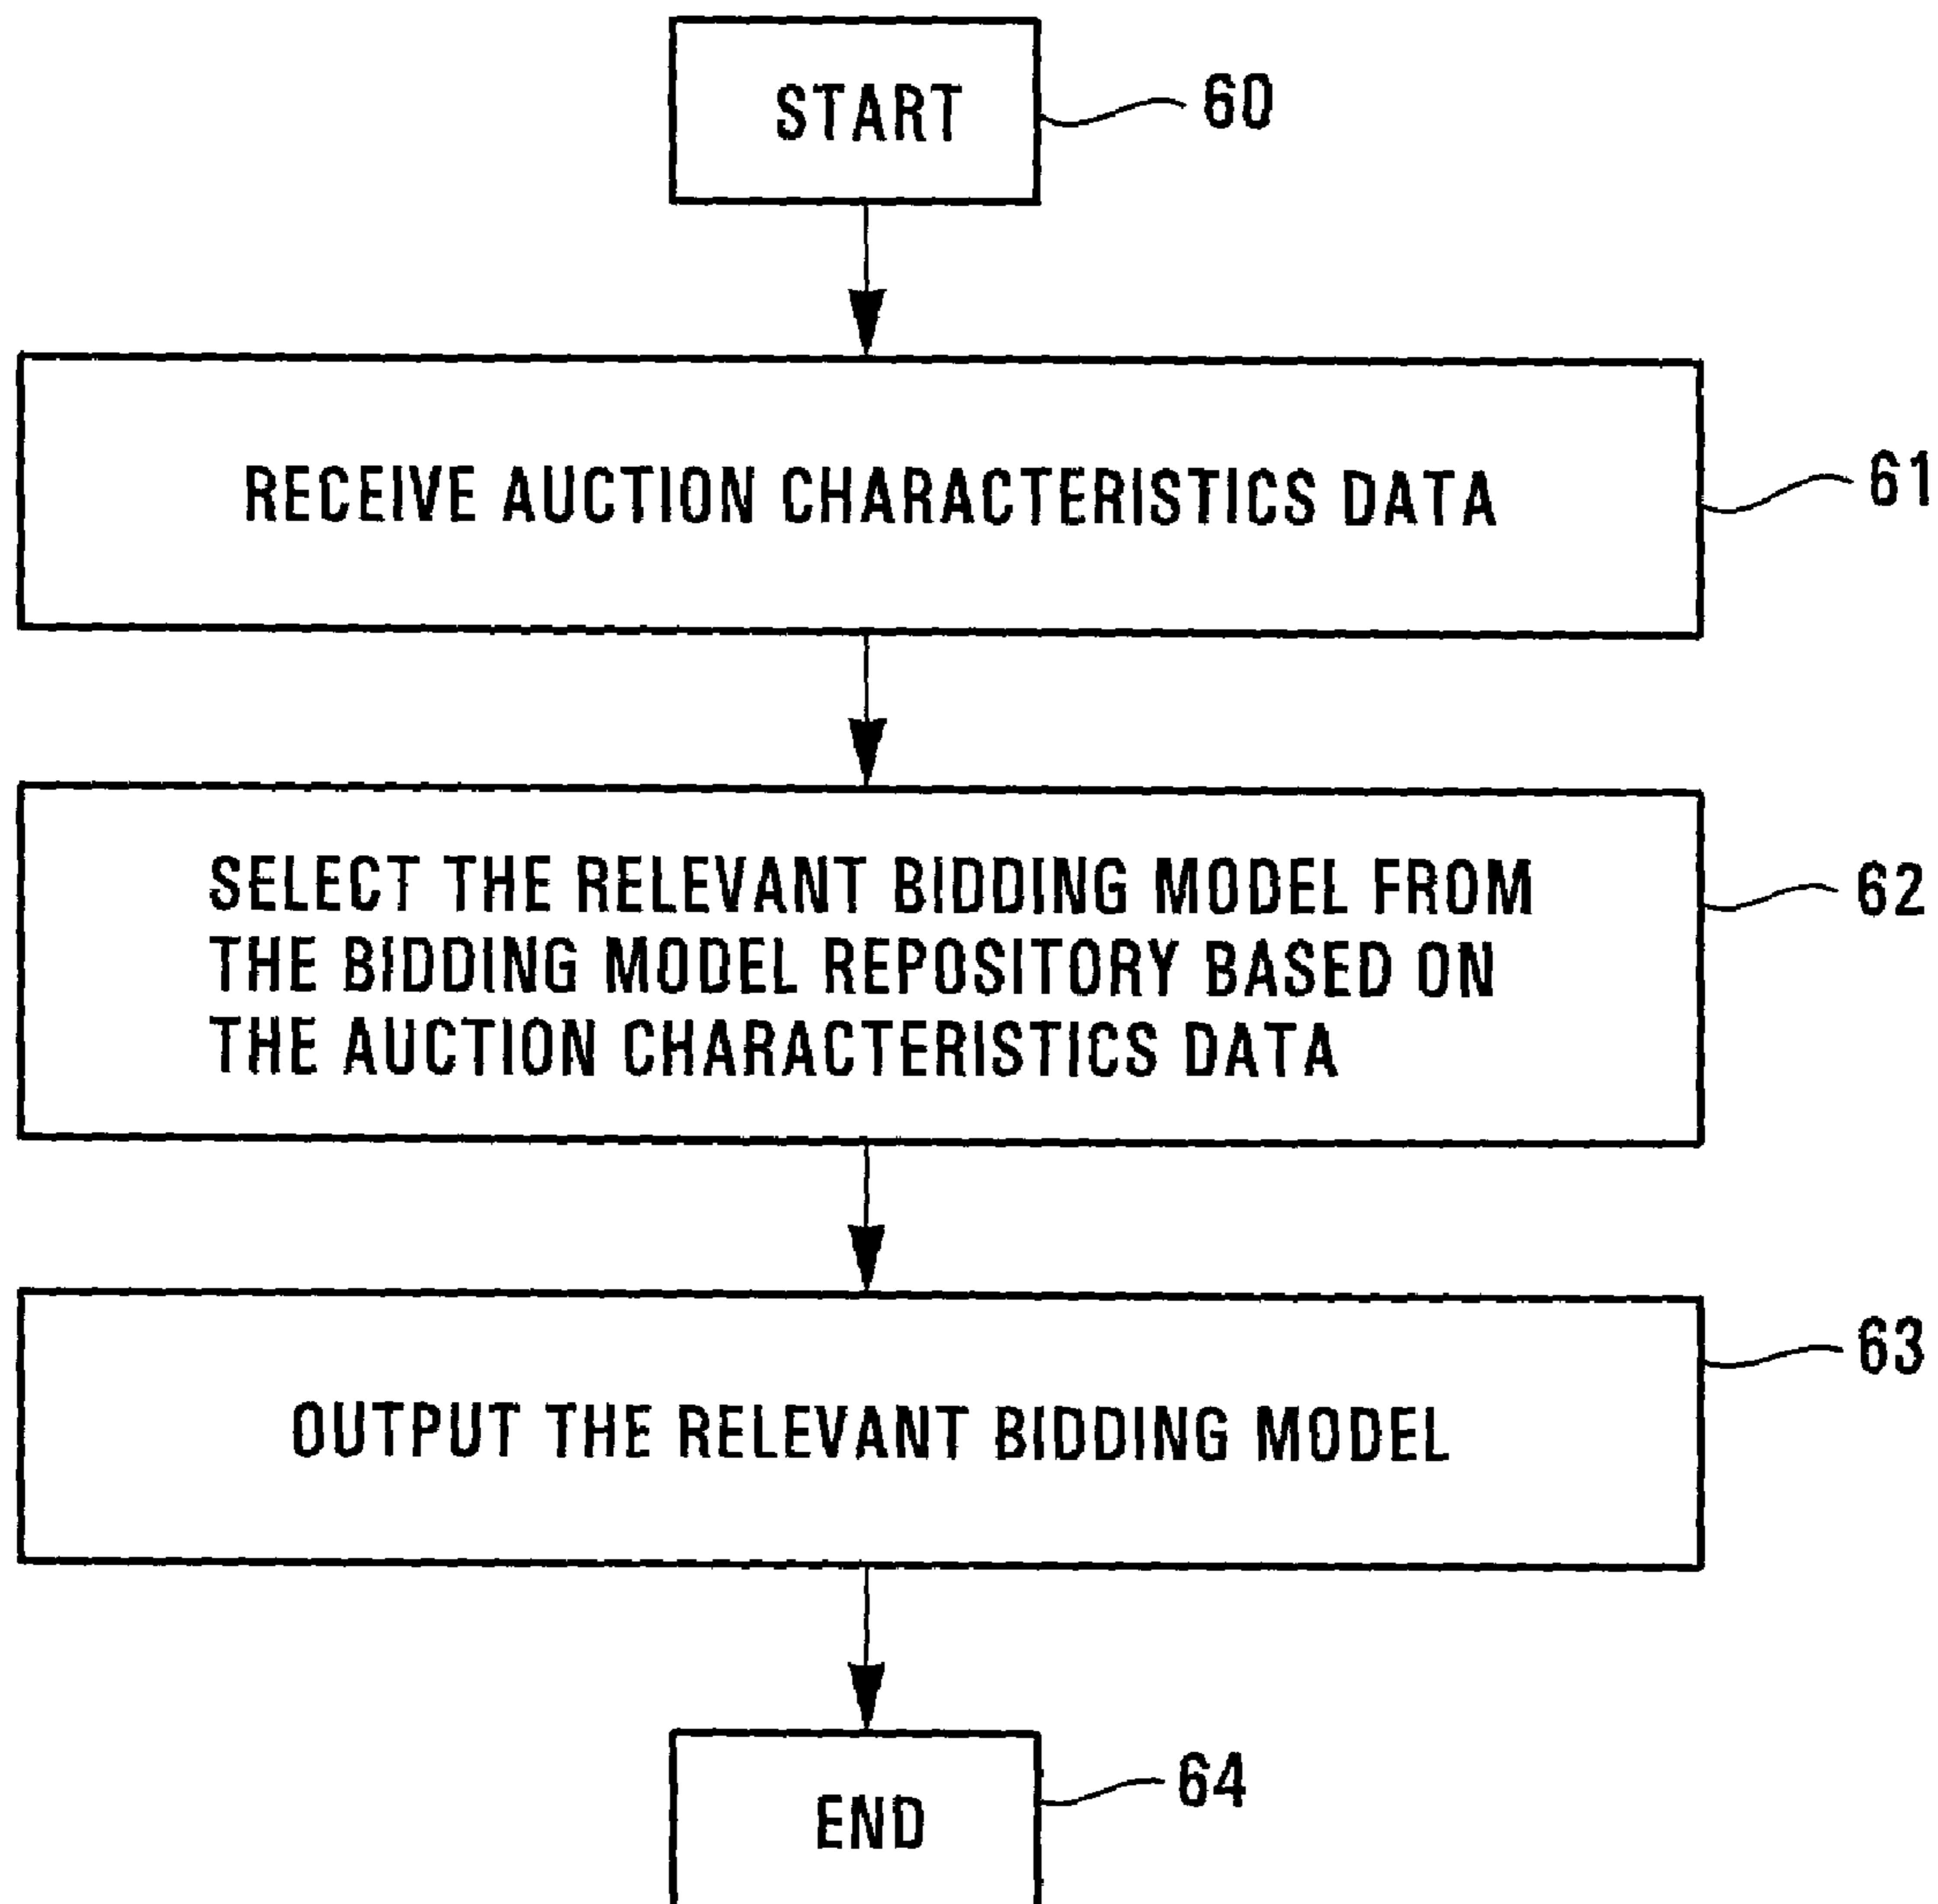 START
60
RECEIVE AUCTION CHARACTERISTICS DATA
61
SELECT THE RELEVANT BIDDING MODEL FROM
THE BIDDING MODEL REPOSITORY BASED ON
THE AUCTION CHARACTERISTICS DATA
62
OUTPUT THE RELEVANT BIDDING MODEL
63
END
64